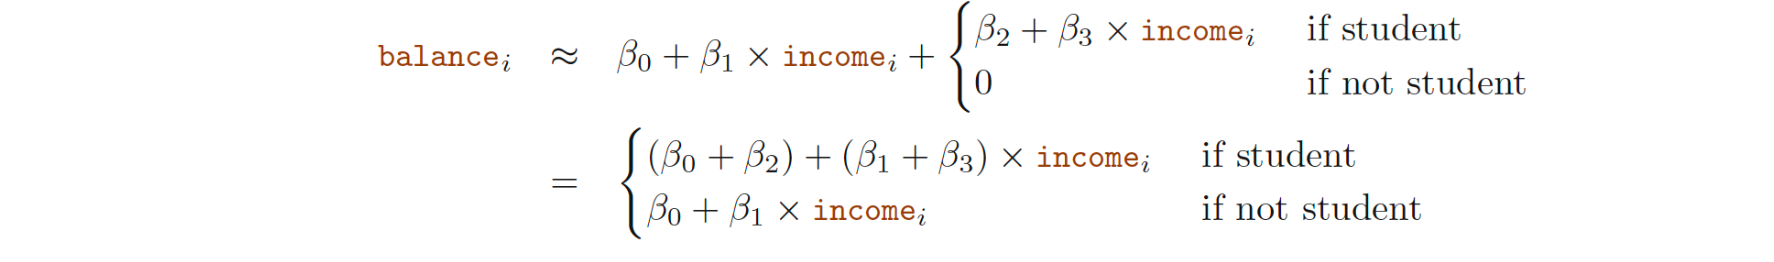 balanceᵢ ≈ β₀ + β₁ × incomeᵢ + { β₂ + β₃ × incomeᵢ if student
0 if not student
= { (β₀ + β₂) + (β₁ + β₃) × incomeᵢ if student
β₀ + β₁ × incomeᵢ if not student